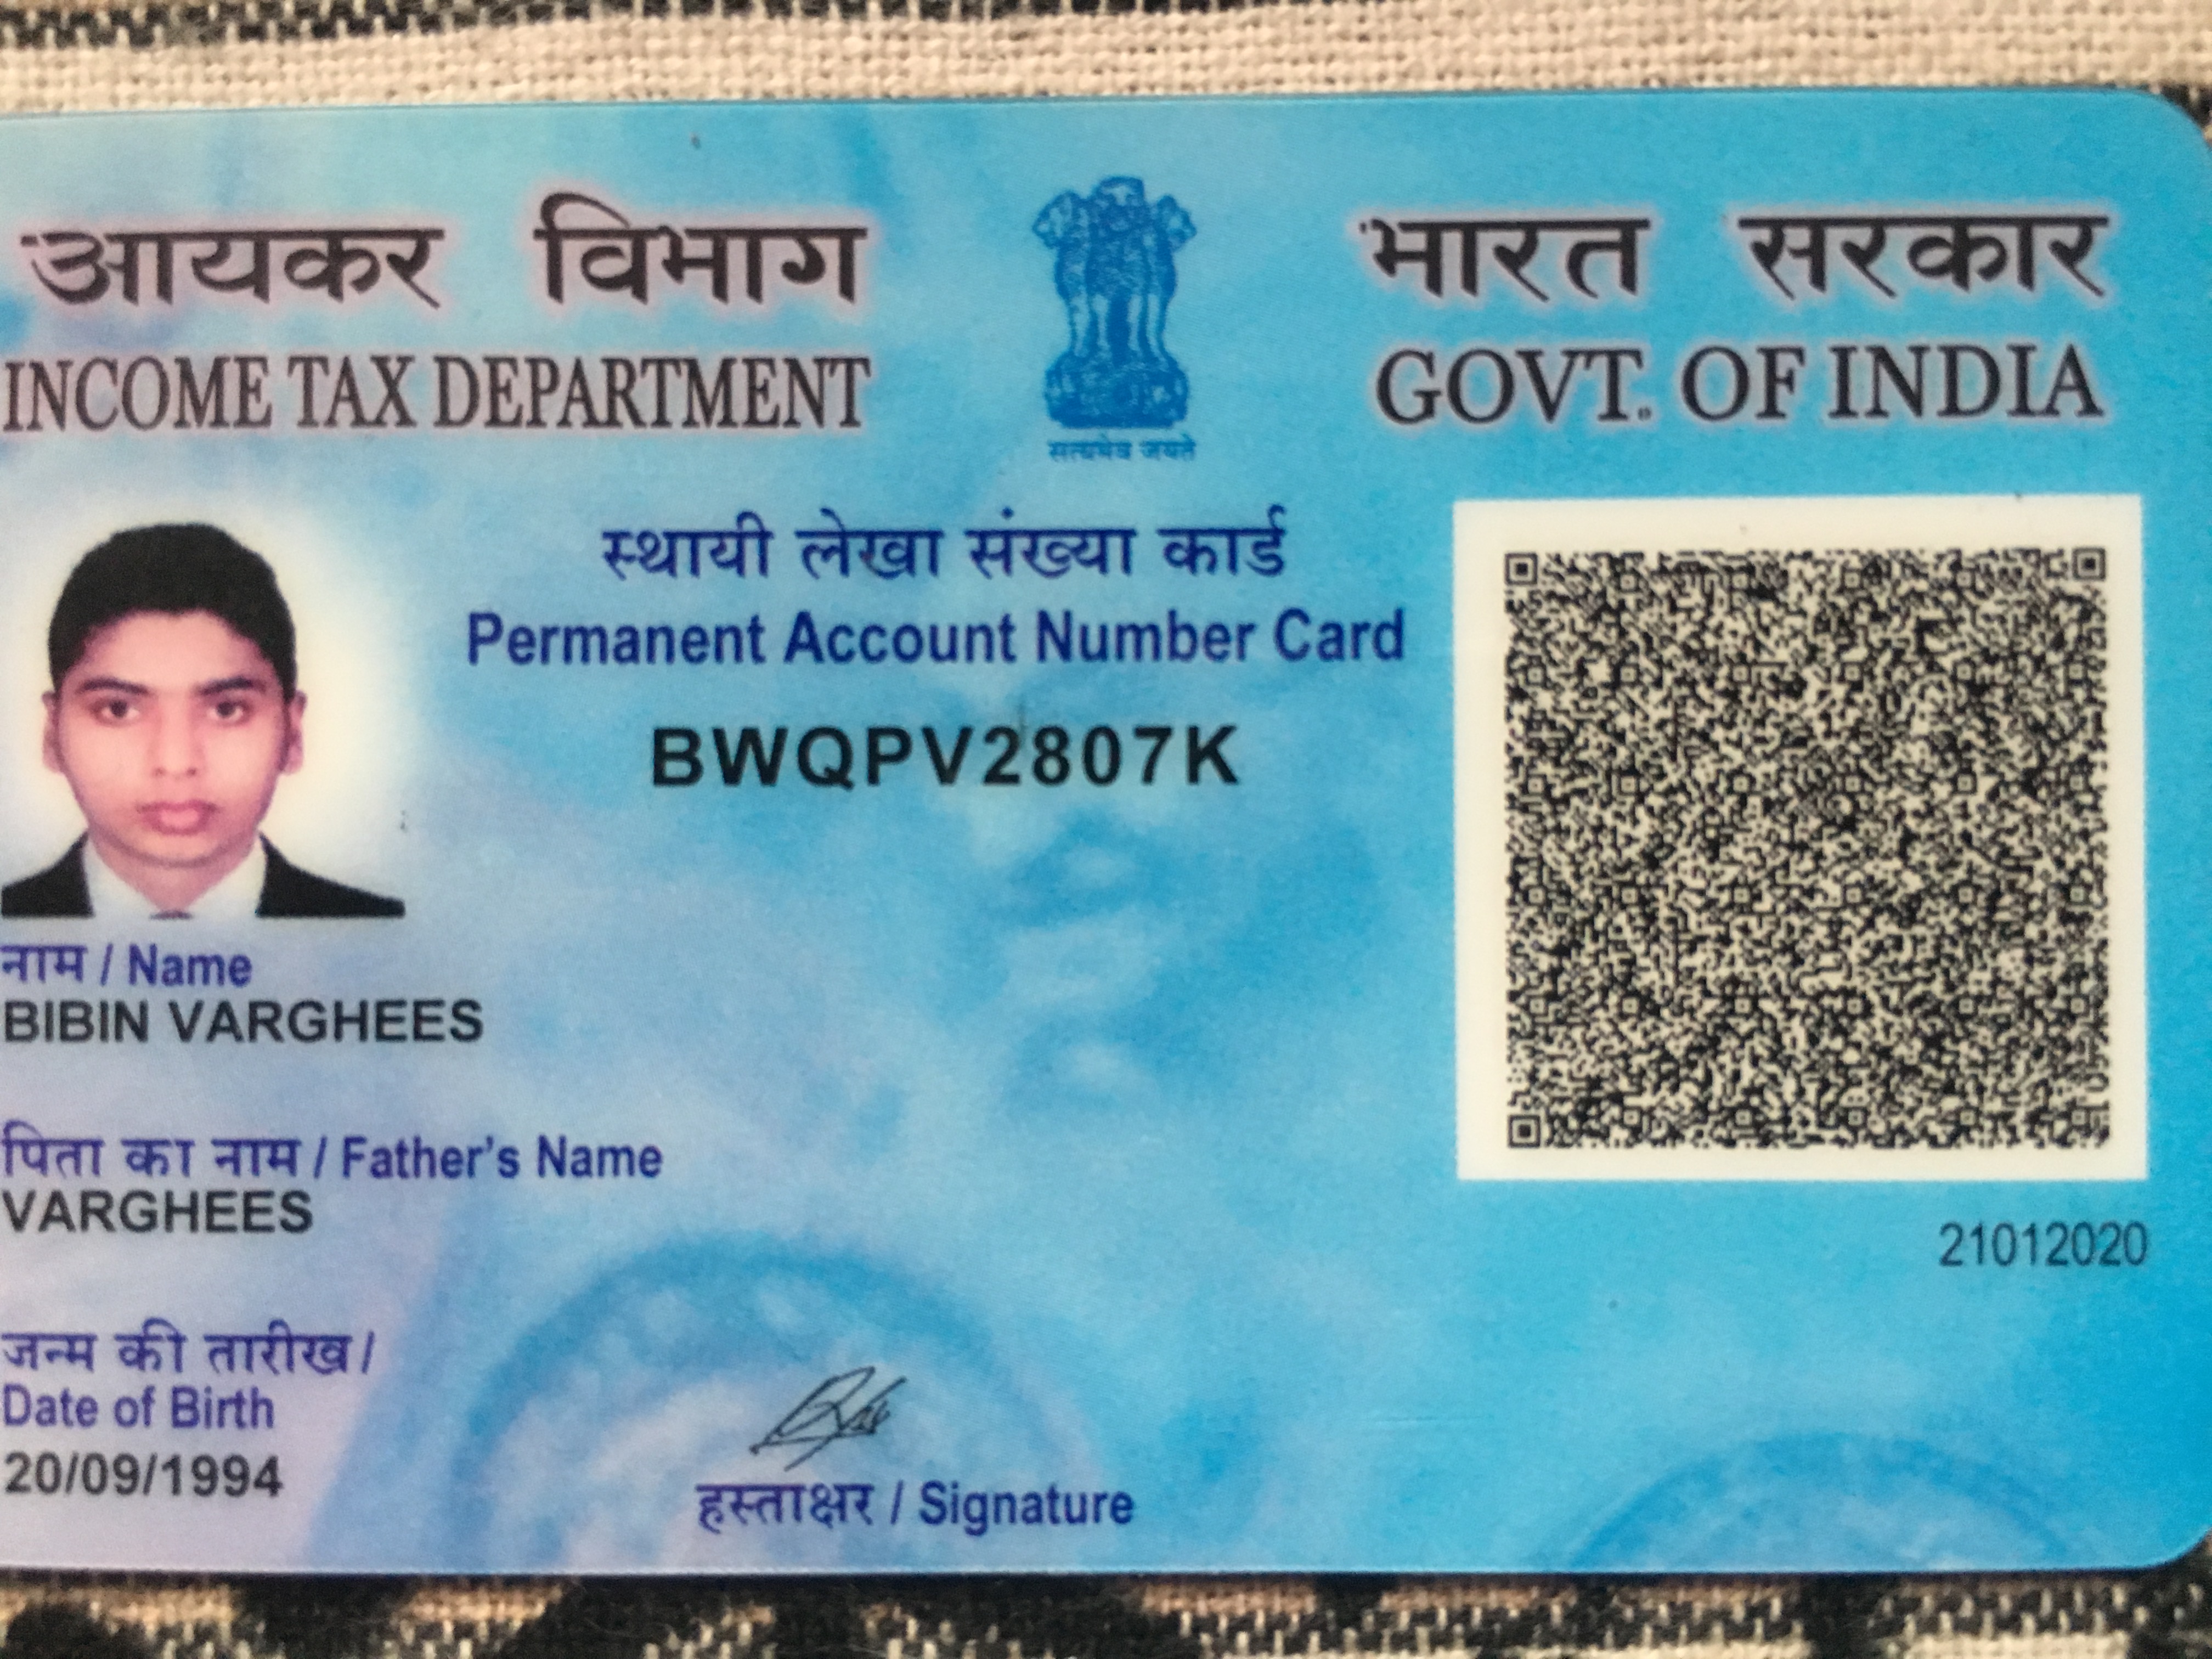 आयकर विभाग
INCOME TAX DEPARTMENT
भारत सरकार
GOVT. OF INDIA
सत्यमेव जयते
स्थायी लेखा संख्या कार्ड
Permanent Account Number Card
BWQPV2807K
नाम / Name
BIBIN VARGHEES
पिता का नाम / Father's Name
VARGHEES
जन्म की तारीख /
Date of Birth
20/09/1994
हस्ताक्षर / Signature
21012020